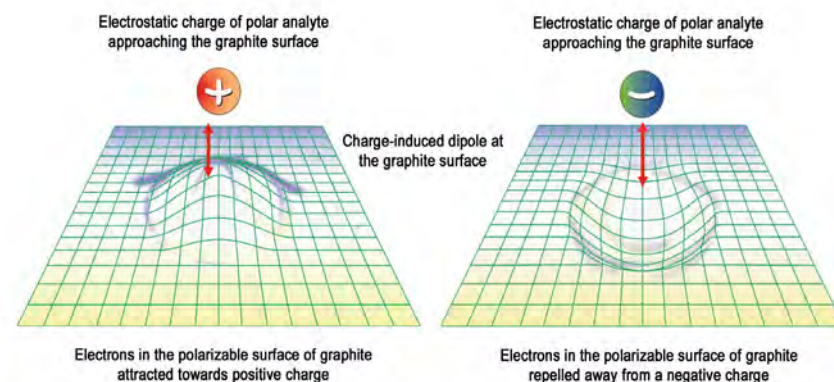 Electrostatic charge of polar analyte
approaching the graphite surface
Electrostatic charge of polar analyte
approaching the graphite surface
+
−
Charge-induced dipole at
the graphite surface
Electrons in the polarizable surface of graphite
attracted towards positive charge
Electrons in the polarizable surface of graphite
repelled away from a negative charge